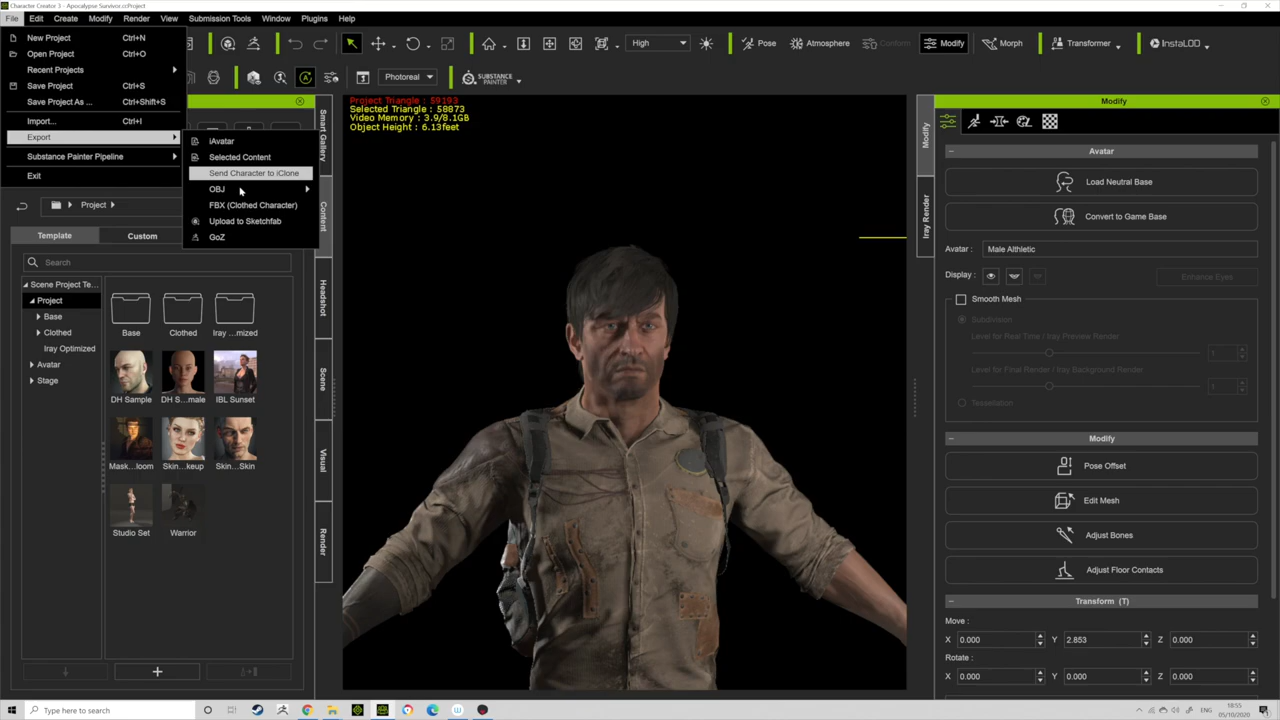 Character Creator 3 - Apocalypse Survivor.ccProject
File Edit Create Modify Render View Submission Tools Window Plugins Help
New Project Ctrl+N
Open Project Ctrl+O
Recent Projects
Save Project Ctrl+S
Save Project As ... Ctrl+Shift+S
Import... Ctrl+I
Export
Substance Painter Pipeline
Exit
iAvatar
Selected Content
Send Character to iClone
OBJ
FBX (Clothed Character)
Upload to Sketchfab
GoZ
High
Pose
Atmosphere
Conform
Modify
Morph
Transformer
InstaLOD
Photoreal
SUBSTANCE
PAINTER
Project Triangle : 59193
Selected Triangle : 58873
Video Memory : 3.9/8.1GB
Object Height : 6.13feet
Smart Gallery
Content
Headshot
Scene
Visual
Render
Project
Template Custom
Search
Scene Project Te...
Project
Base
Clothed
Iray Optimized
Avatar
Stage
Base Clothed Iray ...mized
DH Sample DH S...male IBL Sunset
Mask...loom Skin...keup Skin...Skin
Studio Set Warrior
Modify
Iray Render
Modify
Avatar
Load Neutral Base
Convert to Game Base
Avatar : Male Althletic
Display :
Enhance Eyes
Smooth Mesh
Subdivision
Level for Real Time / Iray Preview Render
1
Level for Final Render / Iray Background Render
1
Tessellation
Modify
Pose Offset
Edit Mesh
Adjust Bones
Adjust Floor Contacts
Transform (T)
Move :
X 0.000 Y 2.853 Z 0.000
Rotate :
X 0.000 Y 0.000 Z 0.000
Type here to search
ENG
18:55
05/10/2020